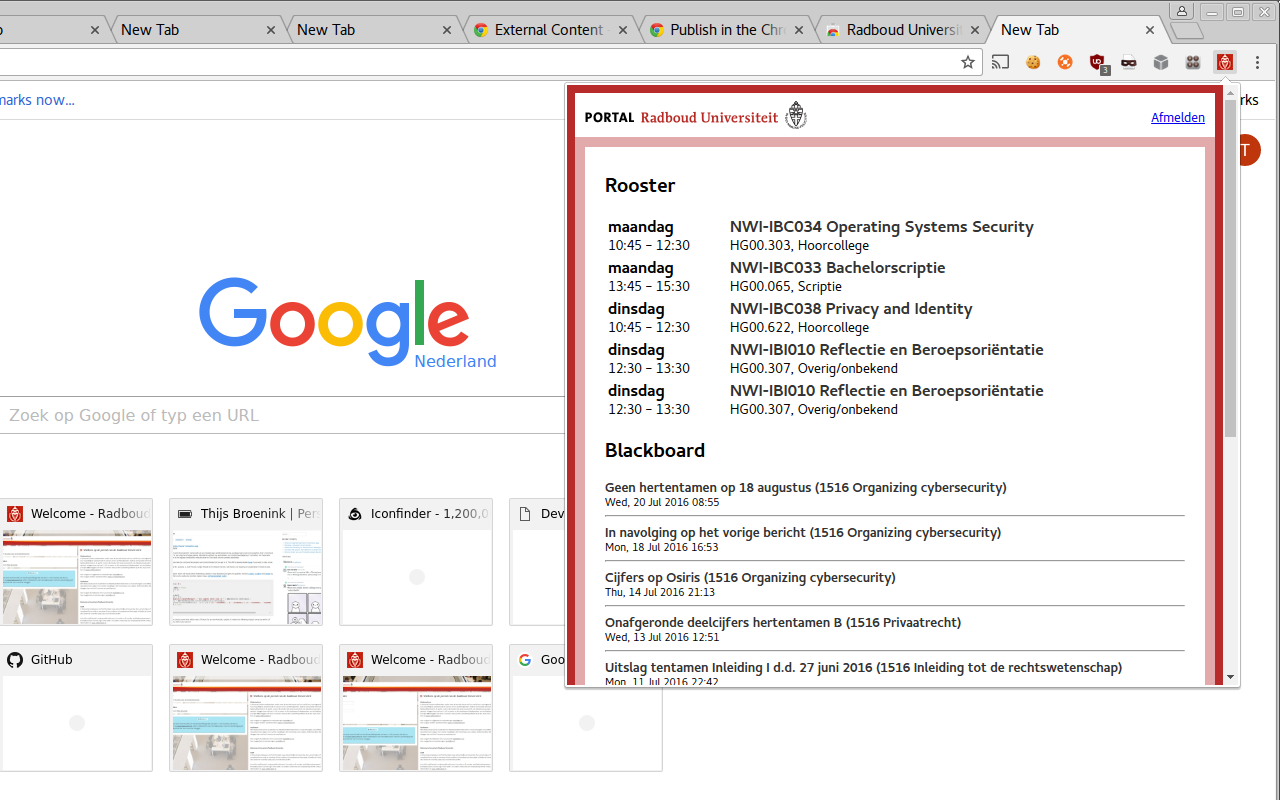 New Tab
New Tab
External Content
Publish in the Chr
Radboud Universi
New Tab
3
marks now...
rks
T
PORTAL Radboud Universiteit
Afmelden
Rooster
maandag NWI-IBC034 Operating Systems Security
10:45 – 12:30 HG00.303, Hoorcollege
maandag NWI-IBC033 Bachelorscriptie
13:45 – 15:30 HG00.065, Scriptie
dinsdag NWI-IBC038 Privacy and Identity
10:45 – 12:30 HG00.622, Hoorcollege
dinsdag NWI-IBI010 Reflectie en Beroepsoriëntatie
12:30 – 13:30 HG00.307, Overig/onbekend
dinsdag NWI-IBI010 Reflectie en Beroepsoriëntatie
12:30 – 13:30 HG00.307, Overig/onbekend
Blackboard
Geen hertentamen op 18 augustus (1516 Organizing cybersecurity)
Wed, 20 Jul 2016 08:55
In navolging op het vorige bericht (1516 Organizing cybersecurity)
Mon, 18 Jul 2016 16:53
Cijfers op Osiris (1516 Organizing cybersecurity)
Thu, 14 Jul 2016 21:13
Onafgeronde deelcijfers hertentamen B (1516 Privaatrecht)
Wed, 13 Jul 2016 12:51
Uitslag tentamen Inleiding I d.d. 27 juni 2016 (1516 Inleiding tot de rechtswetenschap)
Mon, 11 Jul 2016 22:42
Google
Nederland
Zoek op Google of typ een URL
Welcome - Radboud
Thijs Broenink | Pers
Iconfinder - 1,200,0
Dev
GitHub
Welcome - Radboud
Welcome - Radboud
Goo